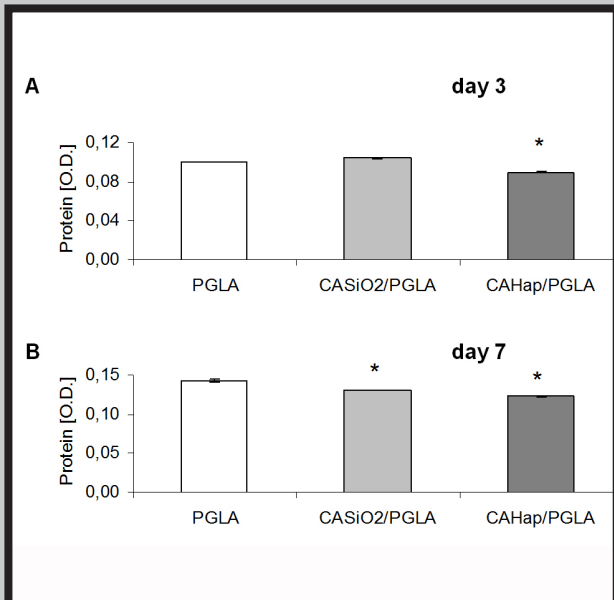 A
day 3
Protein [O.D.]
0,12
0,08
0,04
0,00
*
PGLA
CASiO2/PGLA
CAHap/PGLA
B
day 7
Protein [O.D.]
0,15
0,10
0,05
0,00
*
*
PGLA
CASiO2/PGLA
CAHap/PGLA